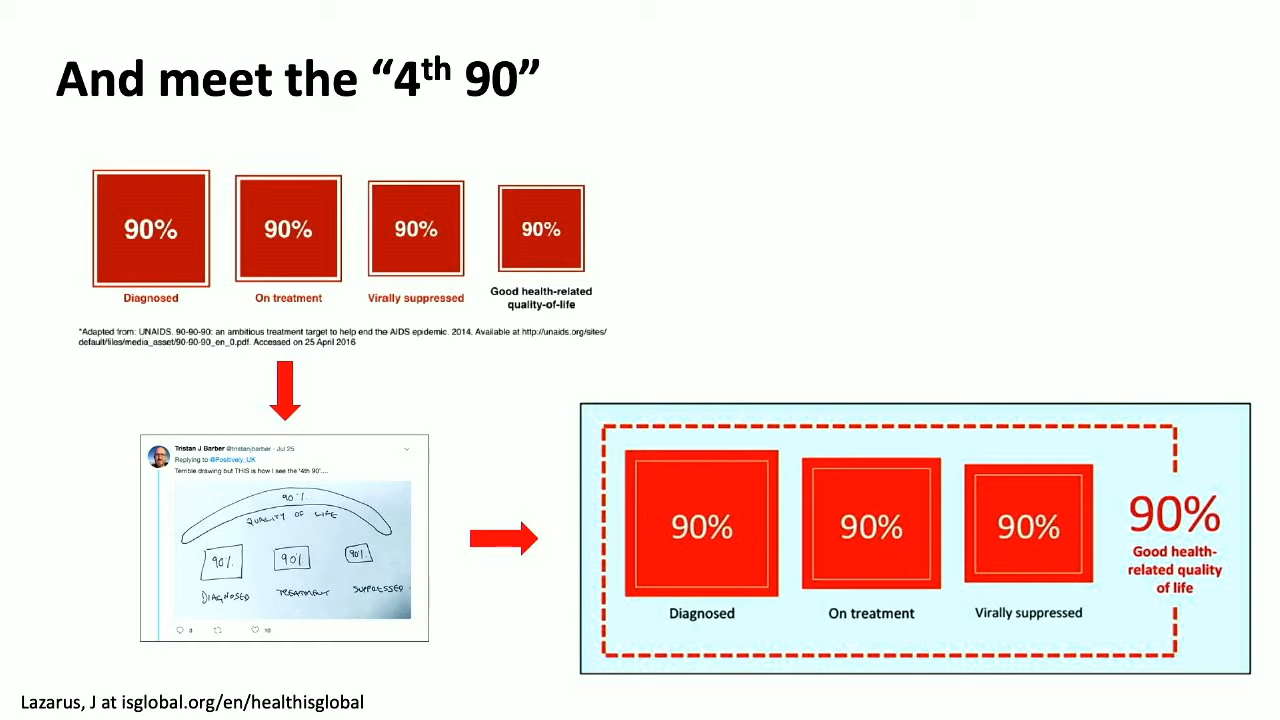 And meet the “4th 90”
90%
90%
90%
90%
Diagnosed
On treatment
Virally suppressed
Good health-related
quality-of-life
*Adapted from: UNAIDS. 90-90-90: an ambitious treatment target to help end the AIDS epidemic. 2014. Available at http://unaids.org/sites/
default/files/media_asset/90-90-90_en_0.pdf. Accessed on 25 April 2016
Tristan J Barber @tristanjbarber · Jul 25
Replying to @Positively_UK
Terrible drawing but THIS is how I see the '4th 90'....
90%
QUALITY OF LIFE
90%
90%
90%
DIAGNOSED
TREATMENT
SUPPRESSED
3
10
90%
90%
90%
Diagnosed
On treatment
Virally suppressed
90%
Good health-
related quality
of life
Lazarus, J at isglobal.org/en/healthisglobal